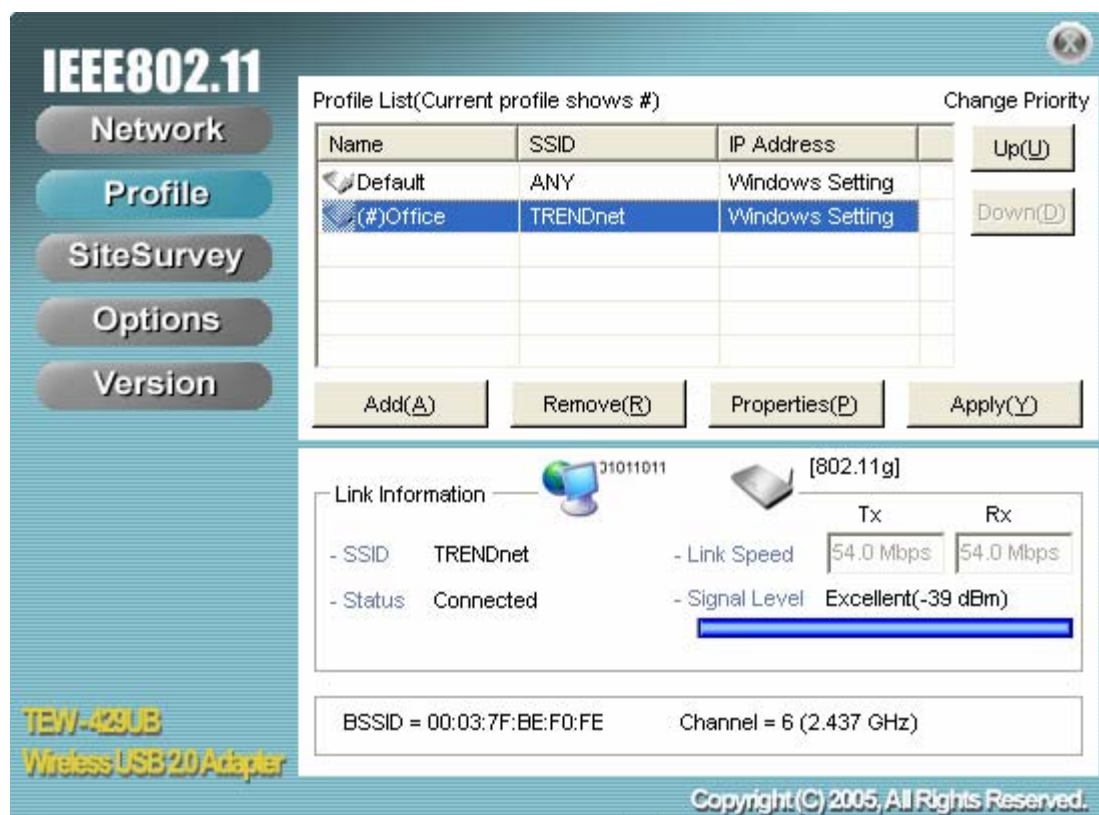 IEEE802.11
Network
Profile
SiteSurvey
Options
Version
Profile List(Current profile shows #)
Change Priority
Name SSID IP Address
Default ANY Windows Setting
(#)Office TRENDnet Windows Setting
Up(U)
Down(D)
Add(A) Remove(R) Properties(P) Apply(Y)
Link Information
01011011
[802.11g]
Tx Rx
- SSID TRENDnet
- Link Speed 54.0 Mbps 54.0 Mbps
- Status Connected
- Signal Level Excellent(-39 dBm)
BSSID = 00:03:7F:BE:F0:FE Channel = 6 (2.437 GHz)
TEW-429UB
Wireless USB 2.0 Adapter
Copyright (C) 2005, All Rights Reserved.